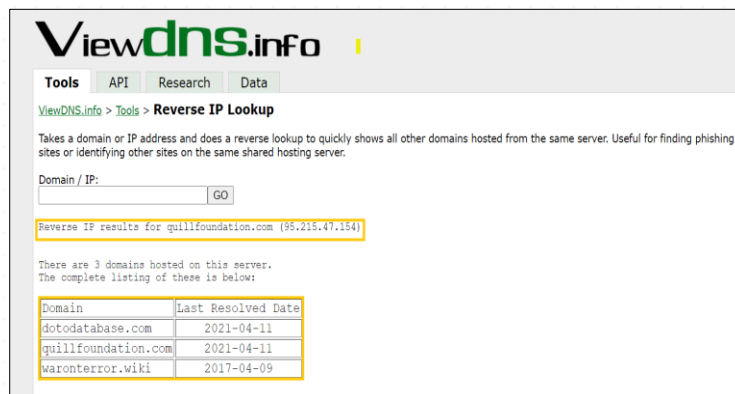 Viewdns.info
Tools API Research Data
ViewDNS.info > Tools > Reverse IP Lookup
Takes a domain or IP address and does a reverse lookup to quickly shows all other domains hosted from the same server. Useful for finding phishing
sites or identifying other sites on the same shared hosting server.
Domain / IP:
GO
Reverse IP results for quillfoundation.com (95.215.47.154)
There are 3 domains hosted on this server.
The complete listing of these is below:
Domain Last Resolved Date
dotodatabase.com 2021-04-11
quillfoundation.com 2021-04-11
waronterror.wiki 2017-04-09